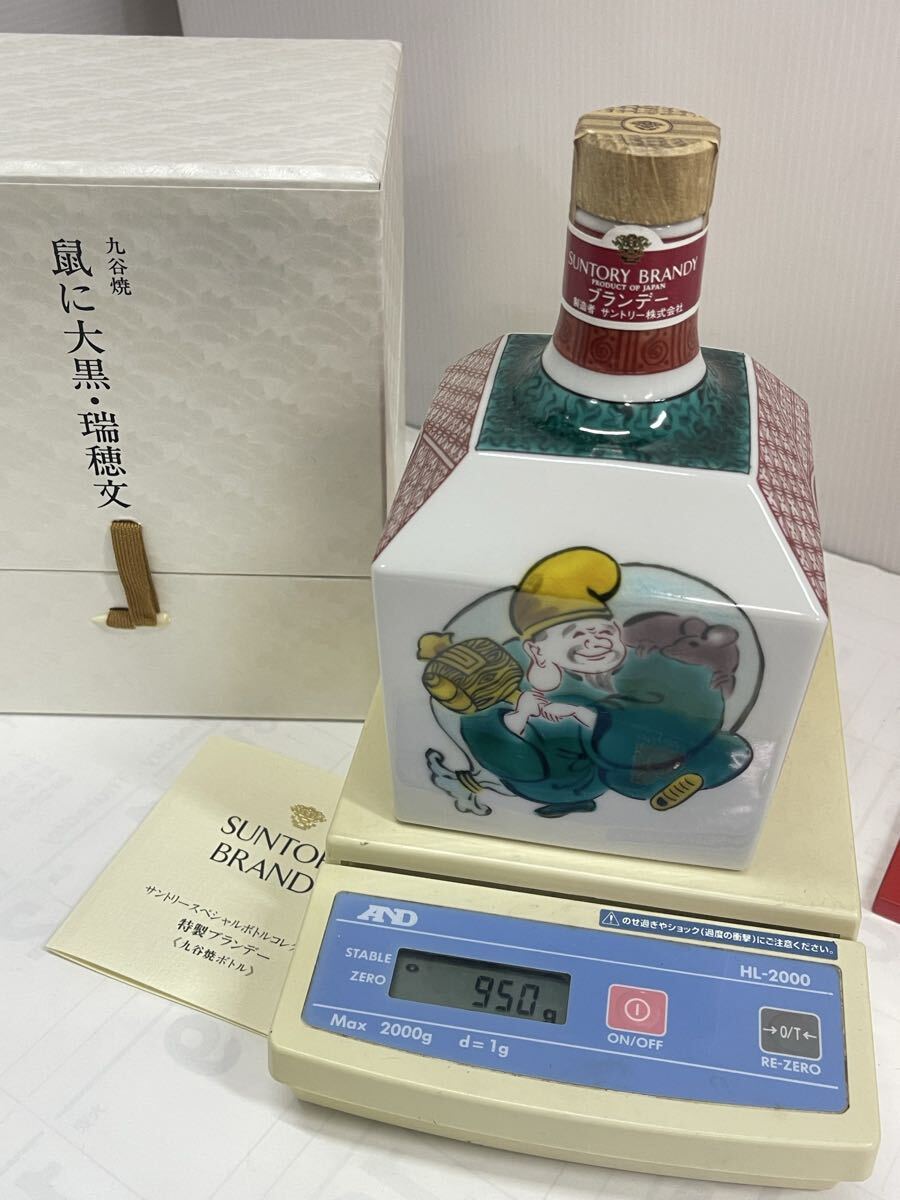 九谷焼
鼠に大黒・瑞穂文
SUNTORY BRANDY
PRODUCT OF JAPAN
ブランデー
製造者 サントリー株式会社
SUNTORY
BRANDY
サントリースペシャルボトルコレク
特製ブランデー
《九谷焼ボトル》
AND
のせ過ぎやショック(過度の衝撃)にご注意ください。
HL-2000
STABLE
ZERO
950g
ON/OFF
→0/T←
RE-ZERO
Max 2000g d=1g